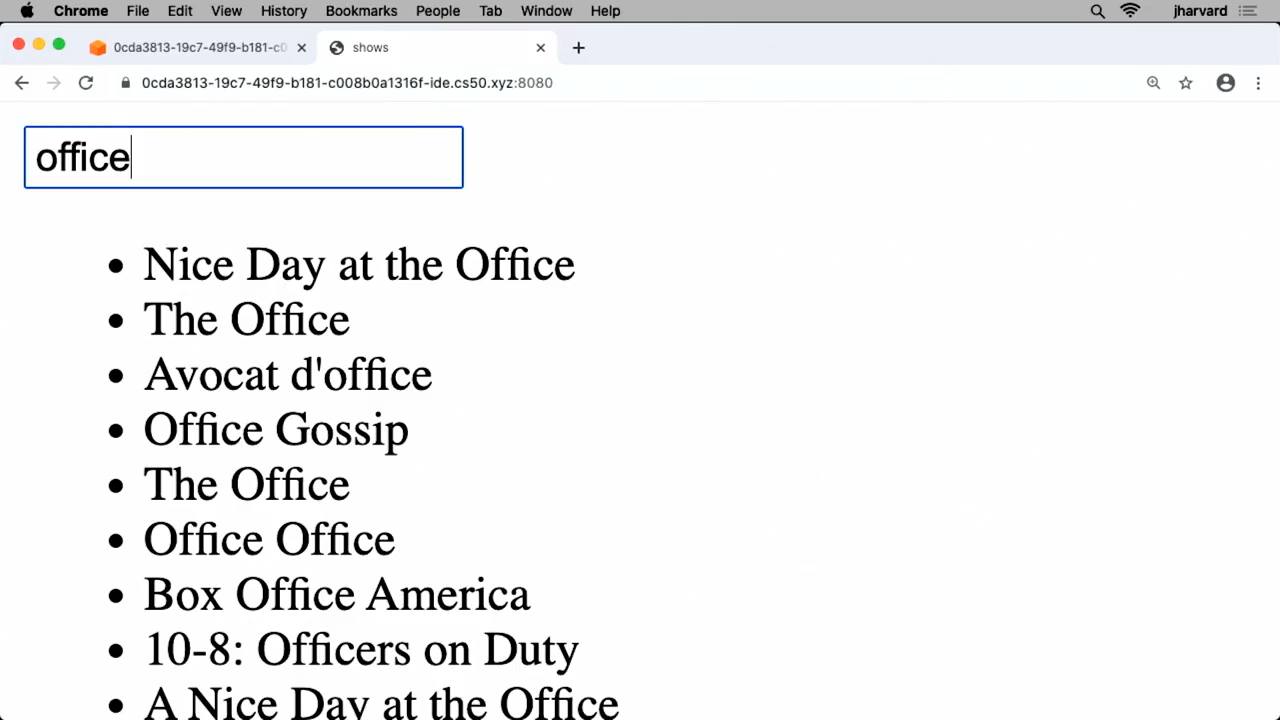 Chrome File Edit View History Bookmarks People Tab Window Help jharvard
0cda3813-19c7-49f9-b181-c0 shows
0cda3813-19c7-49f9-b181-c008b0a1316f-ide.cs50.xyz:8080
office
• Nice Day at the Office
• The Office
• Avocat d'office
• Office Gossip
• The Office
• Office Office
• Box Office America
• 10-8: Officers on Duty
• A Nice Day at the Office